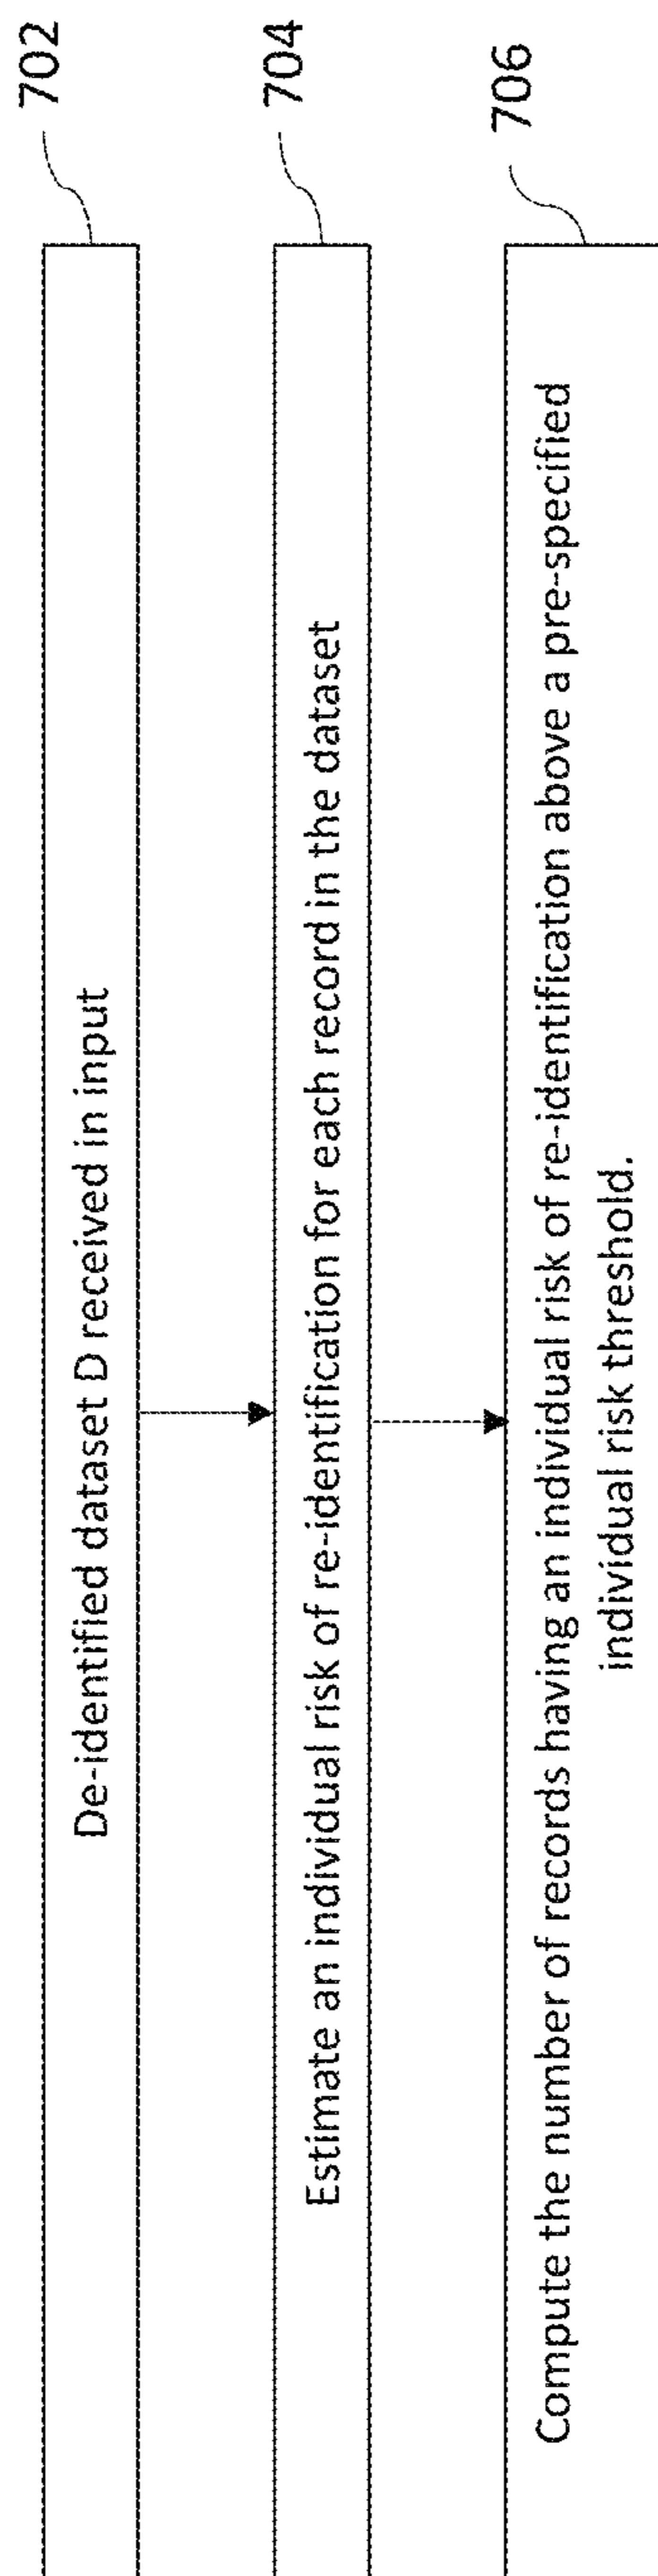 702
De-identified dataset D received in input
704
Estimate an individual risk of re-identification for each record in the dataset
706
Compute the number of records having an individual risk of re-identification above a pre-specified
individual risk threshold.